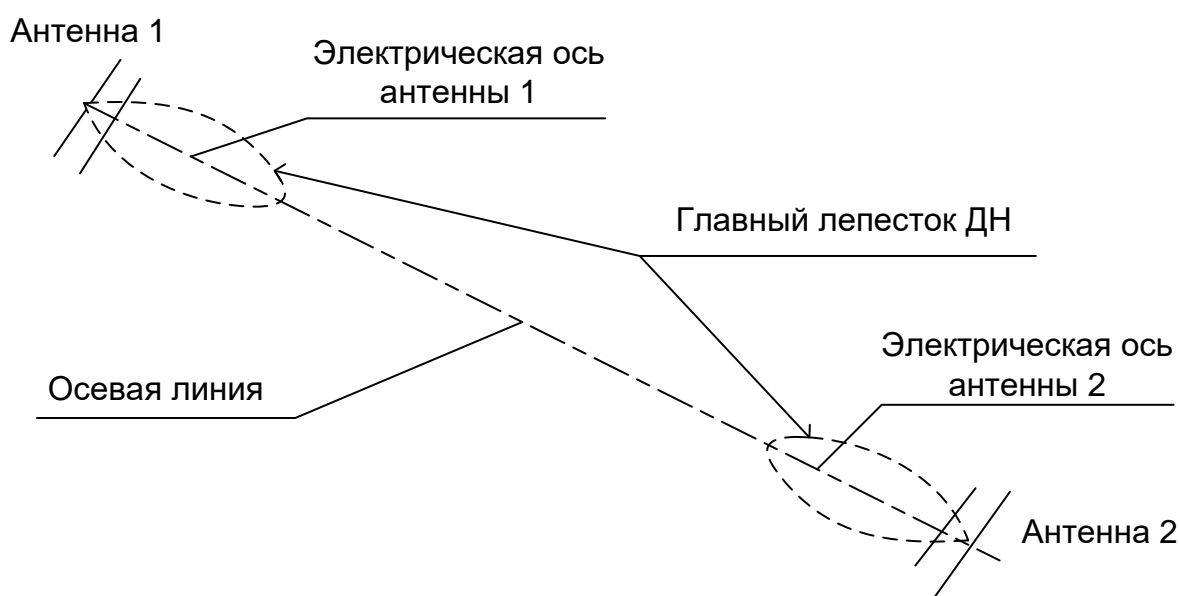 Антенна 1
Электрическая ось
антенны 1
Главный лепесток ДН
Электрическая ось
антенны 2
Осевая линия
Антенна 2